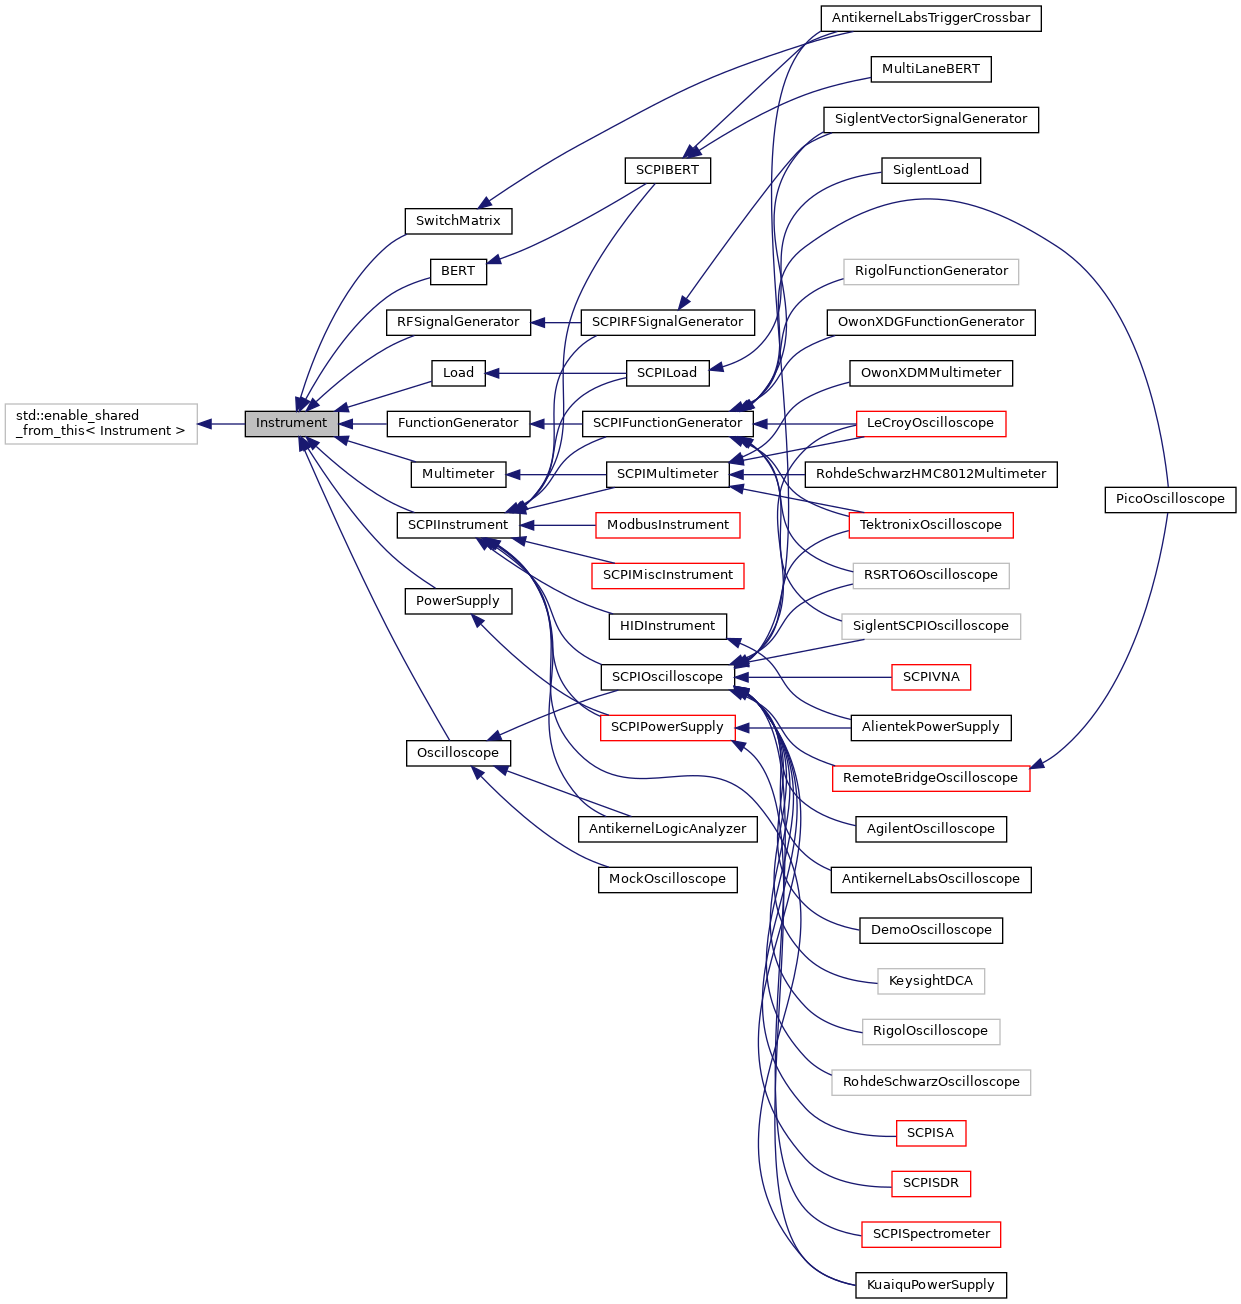 AntikernelLabsTriggerCrossbar
MultiLaneBERT
SiglentVectorSignalGenerator
SCPIBERT
SiglentLoad
SwitchMatrix
BERT
RigolFunctionGenerator
RFSignalGenerator
SCPIRFSignalGenerator
OwonXDGFunctionGenerator
Load
SCPILoad
OwonXDMMultimeter
std::enable_shared
_from_this< Instrument >
Instrument
FunctionGenerator
SCPIFunctionGenerator
LeCroyOscilloscope
Multimeter
SCPIMultimeter
RohdeSchwarzHMC8012Multimeter
PicoOscilloscope
SCPIInstrument
ModbusInstrument
TektronixOscilloscope
SCPIMiscInstrument
RSRTO6Oscilloscope
PowerSupply
HIDInstrument
SiglentSCPIOscilloscope
SCPIOscilloscope
SCPIVNA
SCPIPowerSupply
AlientekPowerSupply
Oscilloscope
RemoteBridgeOscilloscope
AntikernelLogicAnalyzer
AgilentOscilloscope
MockOscilloscope
AntikernelLabsOscilloscope
DemoOscilloscope
KeysightDCA
RigolOscilloscope
RohdeSchwarzOscilloscope
SCPISA
SCPISDR
SCPISpectrometer
KuaiquPowerSupply